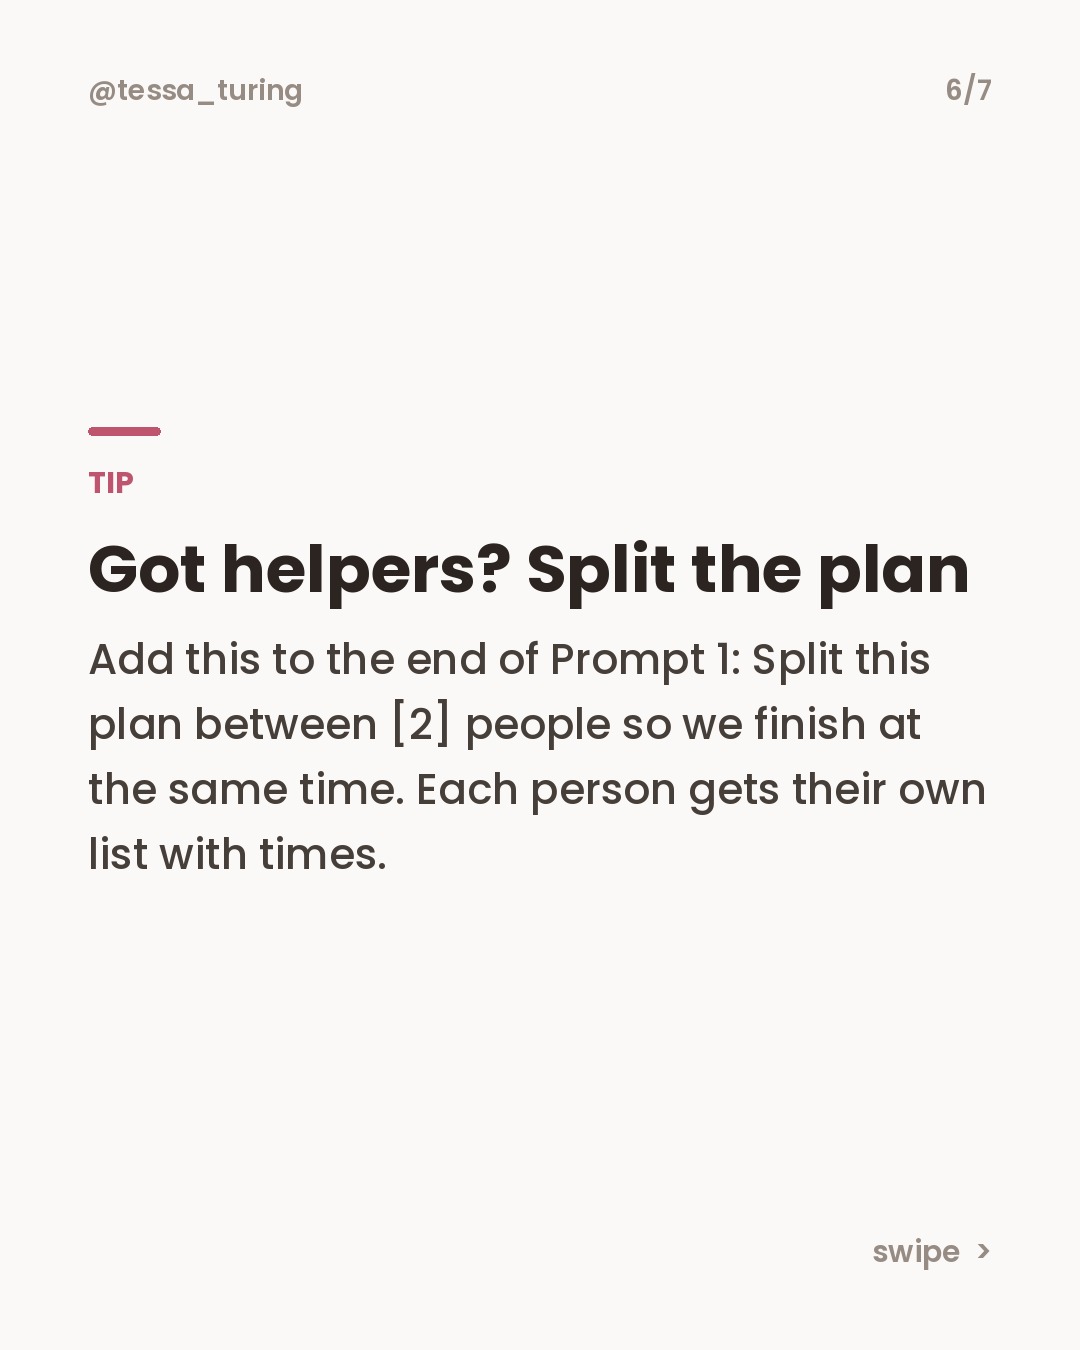 @tessa_turing
6/7
TIP
Got helpers? Split the plan
Add this to the end of Prompt 1: Split this
plan between [2] people so we finish at
the same time. Each person gets their own
list with times.
swipe >